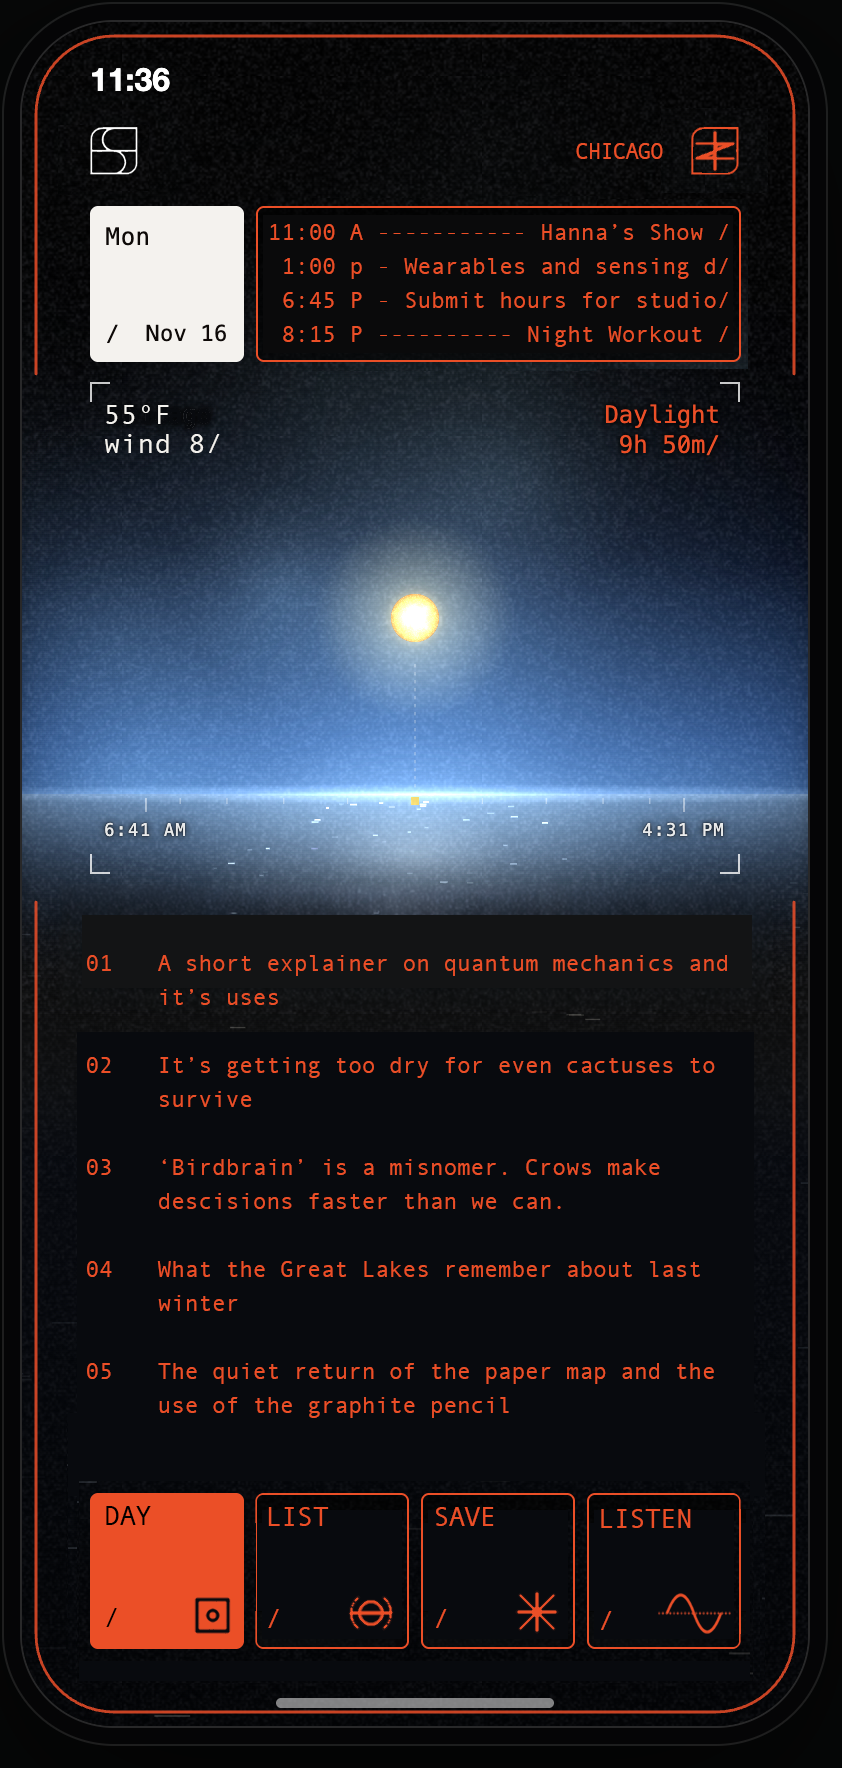 11:36
CHICAGO
Mon
/ Nov 16
11:00 A ----------- Hanna’s Show /
1:00 p - Wearables and sensing d/
6:45 P - Submit hours for studio/
8:15 P ---------- Night Workout /
55°F
wind 8/
Daylight
9h 50m/
6:41 AM
4:31 PM
01 A short explainer on quantum mechanics and
it’s uses
02 It’s getting too dry for even cactuses to
survive
03 ‘Birdbrain’ is a misnomer. Crows make
descisions faster than we can.
04 What the Great Lakes remember about last
winter
05 The quiet return of the paper map and the
use of the graphite pencil
DAY
/
LIST
/
SAVE
/
LISTEN
/